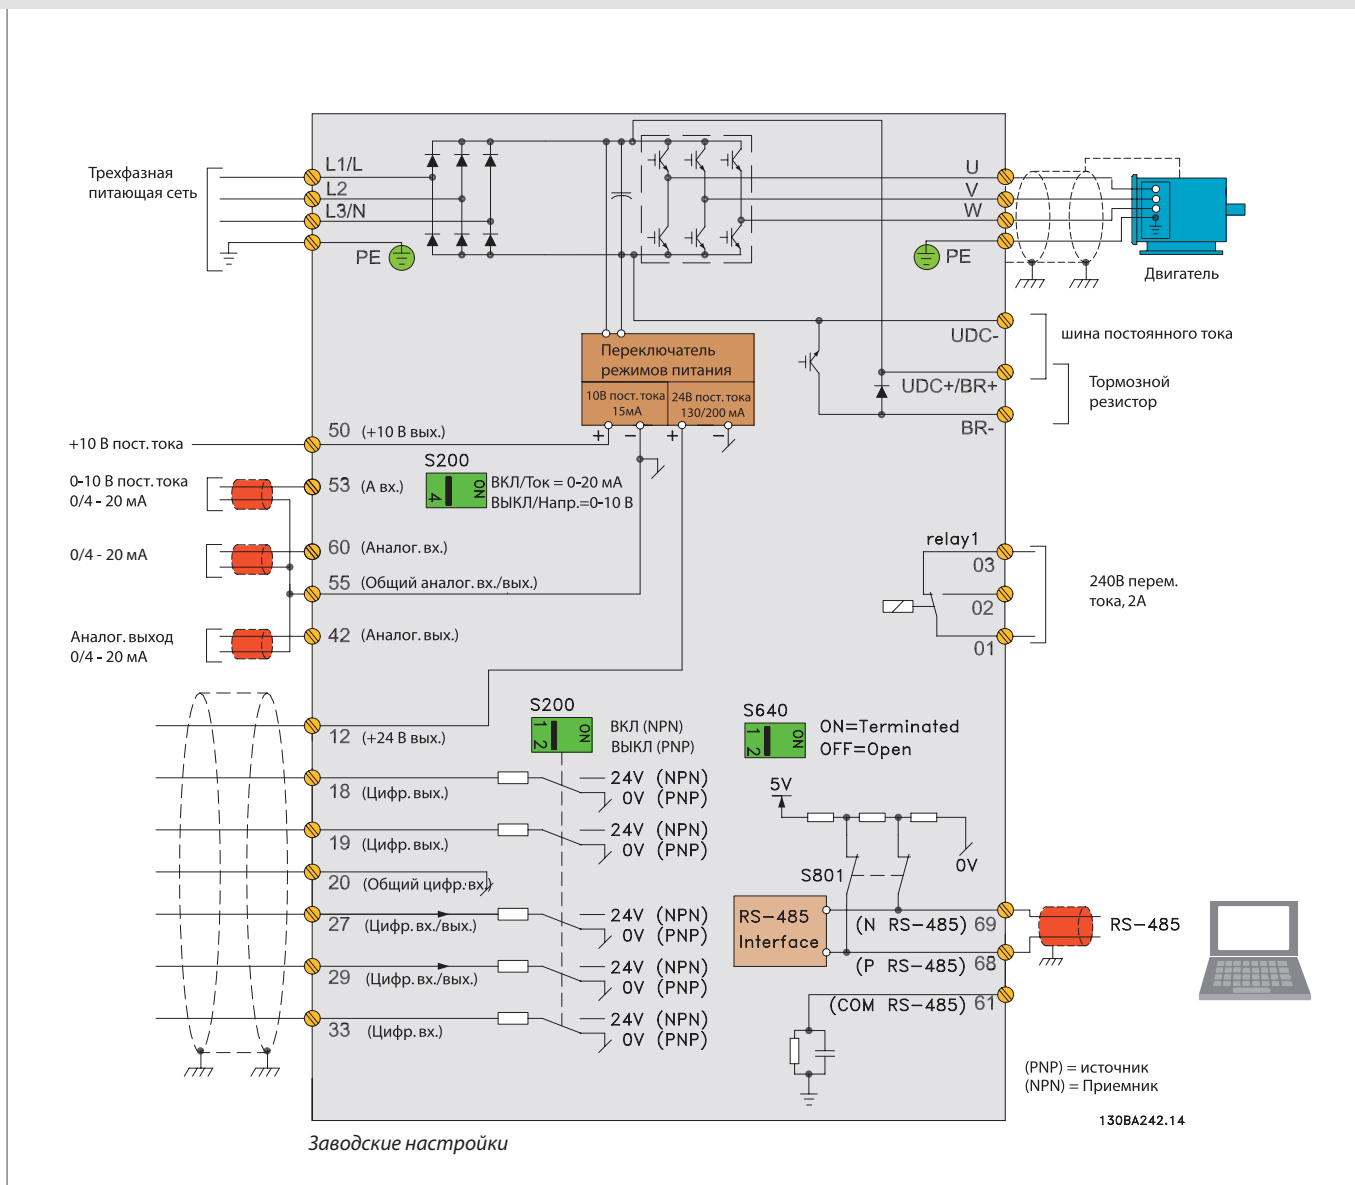 Трехфазная
питающая сеть
L1/L
L2
L3/N
PE
U
V
W
PE
Двигатель
UDC-
шина постоянного тока
UDC+/BR+
Тормозной
резистор
BR-
Переключатель
режимов питания
10В пост. тока
15мА
24В пост. тока
130/200 мА
+ - + -
+10 В пост. тока
50 (+10 В вых.)
S200
ON
4
ВКЛ/Ток = 0-20 мА
ВЫКЛ/Напр.=0-10 В
0-10 В пост. тока
0/4 - 20 мА
53 (А вх.)
0/4 - 20 мА
60 (Аналог. вх.)
55 (Общий аналог. вх./вых.)
Аналог. выход
0/4 - 20 мА
42 (Аналог. вых.)
relay1
03
02
01
240В перем.
тока, 2А
12 (+24 В вых.)
S200
ON
1 2
ВКЛ (NPN)
ВЫКЛ (PNP)
S640
ON
1 2
ON=Terminated
OFF=Open
18 (Цифр. вых.)
24V (NPN)
0V (PNP)
19 (Цифр. вых.)
24V (NPN)
0V (PNP)
20 (Общий цифр. вх.)
27 (Цифр. вх./вых.)
24V (NPN)
0V (PNP)
29 (Цифр. вх./вых.)
24V (NPN)
0V (PNP)
33 (Цифр. вх.)
24V (NPN)
0V (PNP)
5V
0V
S801
RS-485
Interface
(N RS-485) 69
(P RS-485) 68
(COM RS-485) 61
RS-485
(PNP) = источник
(NPN) = Приемник
130BA242.14
Заводские настройки